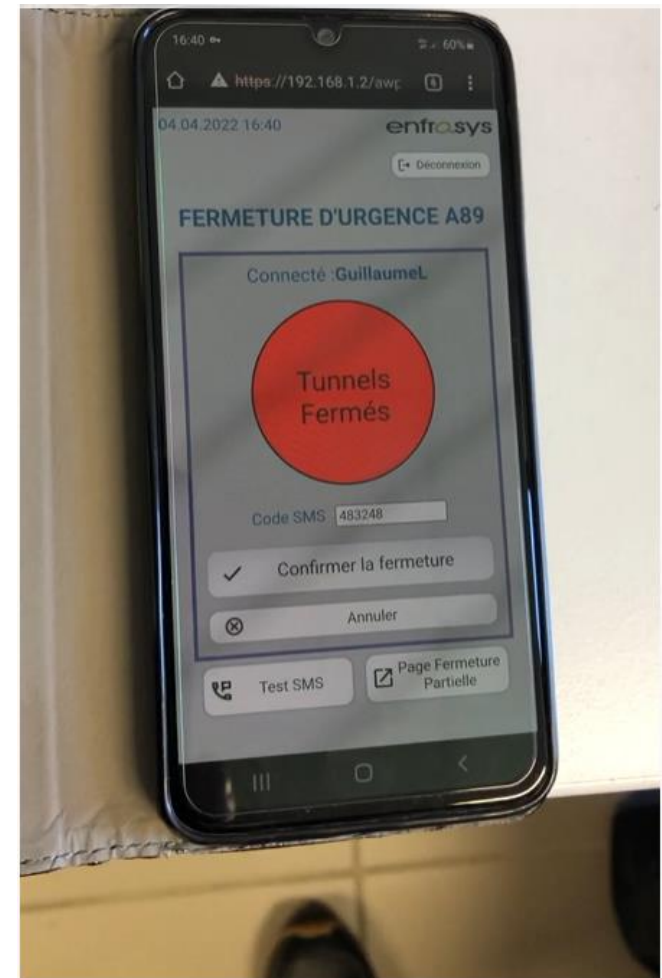 16:40
60%
https://192.168.1.2/awp
6
04.04.2022 16:40
enfrasys
Déconnexion
FERMETURE D'URGENCE A89
Connecté :GuillaumeL
Tunnels
Fermés
Code SMS 483248
Confirmer la fermeture
Annuler
Test SMS
Page Fermeture
Partielle